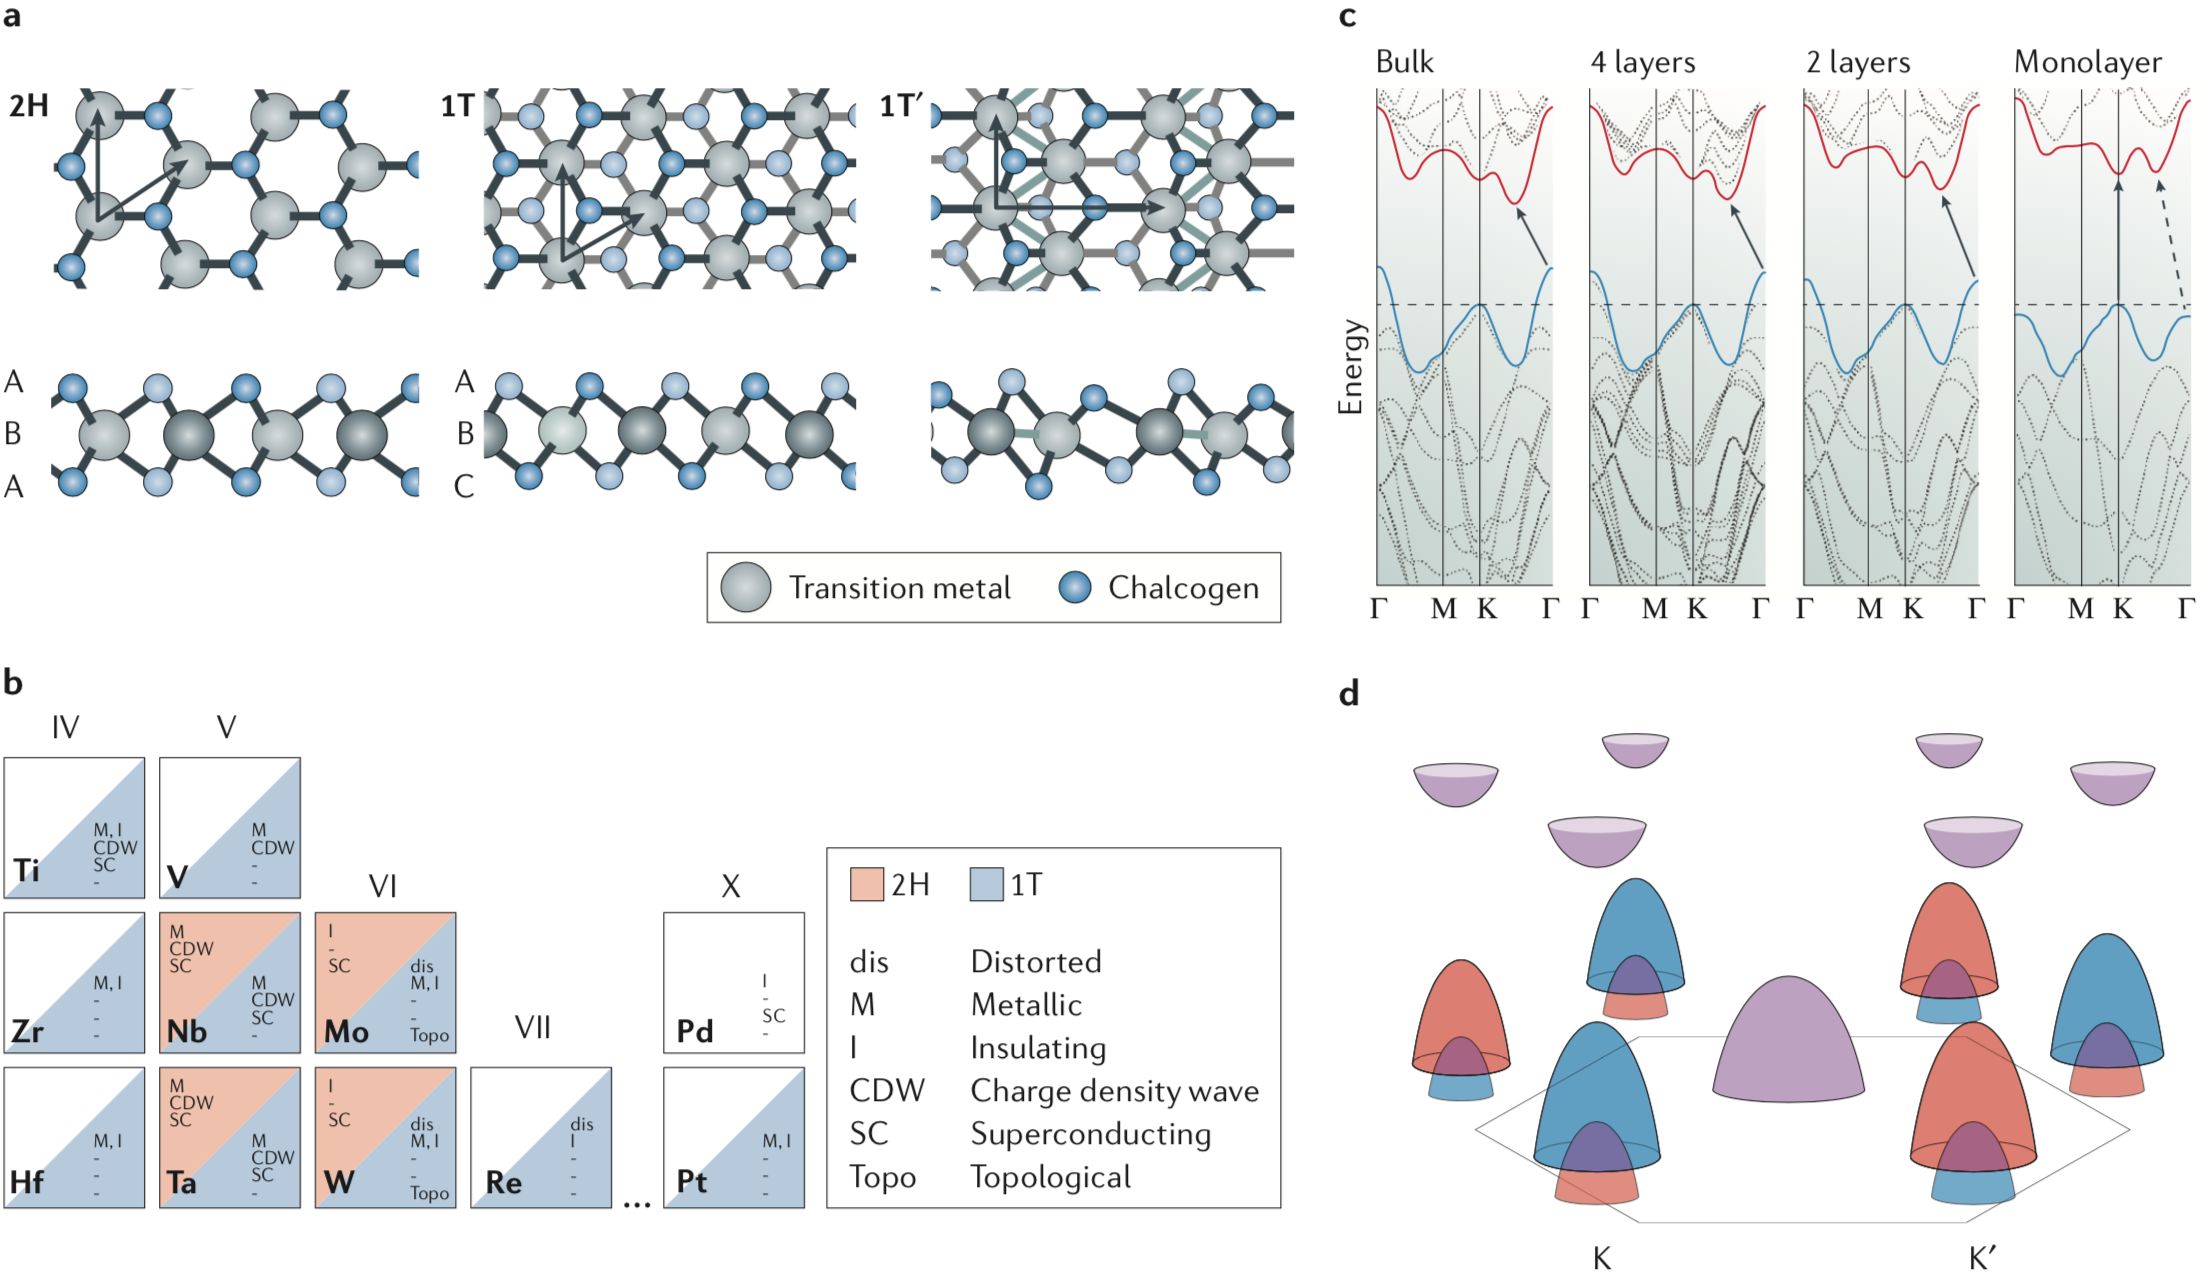 a
2H
1T
1T′
A
B
A
A
B
C
Transition metal
Chalcogen
b
IV
V
VI
VII
X
Ti
M, I
CDW
SC
-
V
M
CDW
-
-
Zr
M, I
-
-
-
Nb
M
CDW
SC
M
CDW
SC
-
Mo
I
-
SC
dis
M, I
-
-
Topo
Pd
I
-
SC
-
Hf
M, I
-
-
-
Ta
M
CDW
SC
M
CDW
SC
-
W
I
-
SC
dis
M, I
-
-
Topo
Re
dis
I
-
-
-
...
Pt
M, I
-
-
-
2H
1T
dis Distorted
M Metallic
I Insulating
CDW Charge density wave
SC Superconducting
Topo Topological
c
Bulk
4 layers
2 layers
Monolayer
Energy
Γ M K Γ
Γ M K Γ
Γ M K Γ
Γ M K Γ
d
K
K′